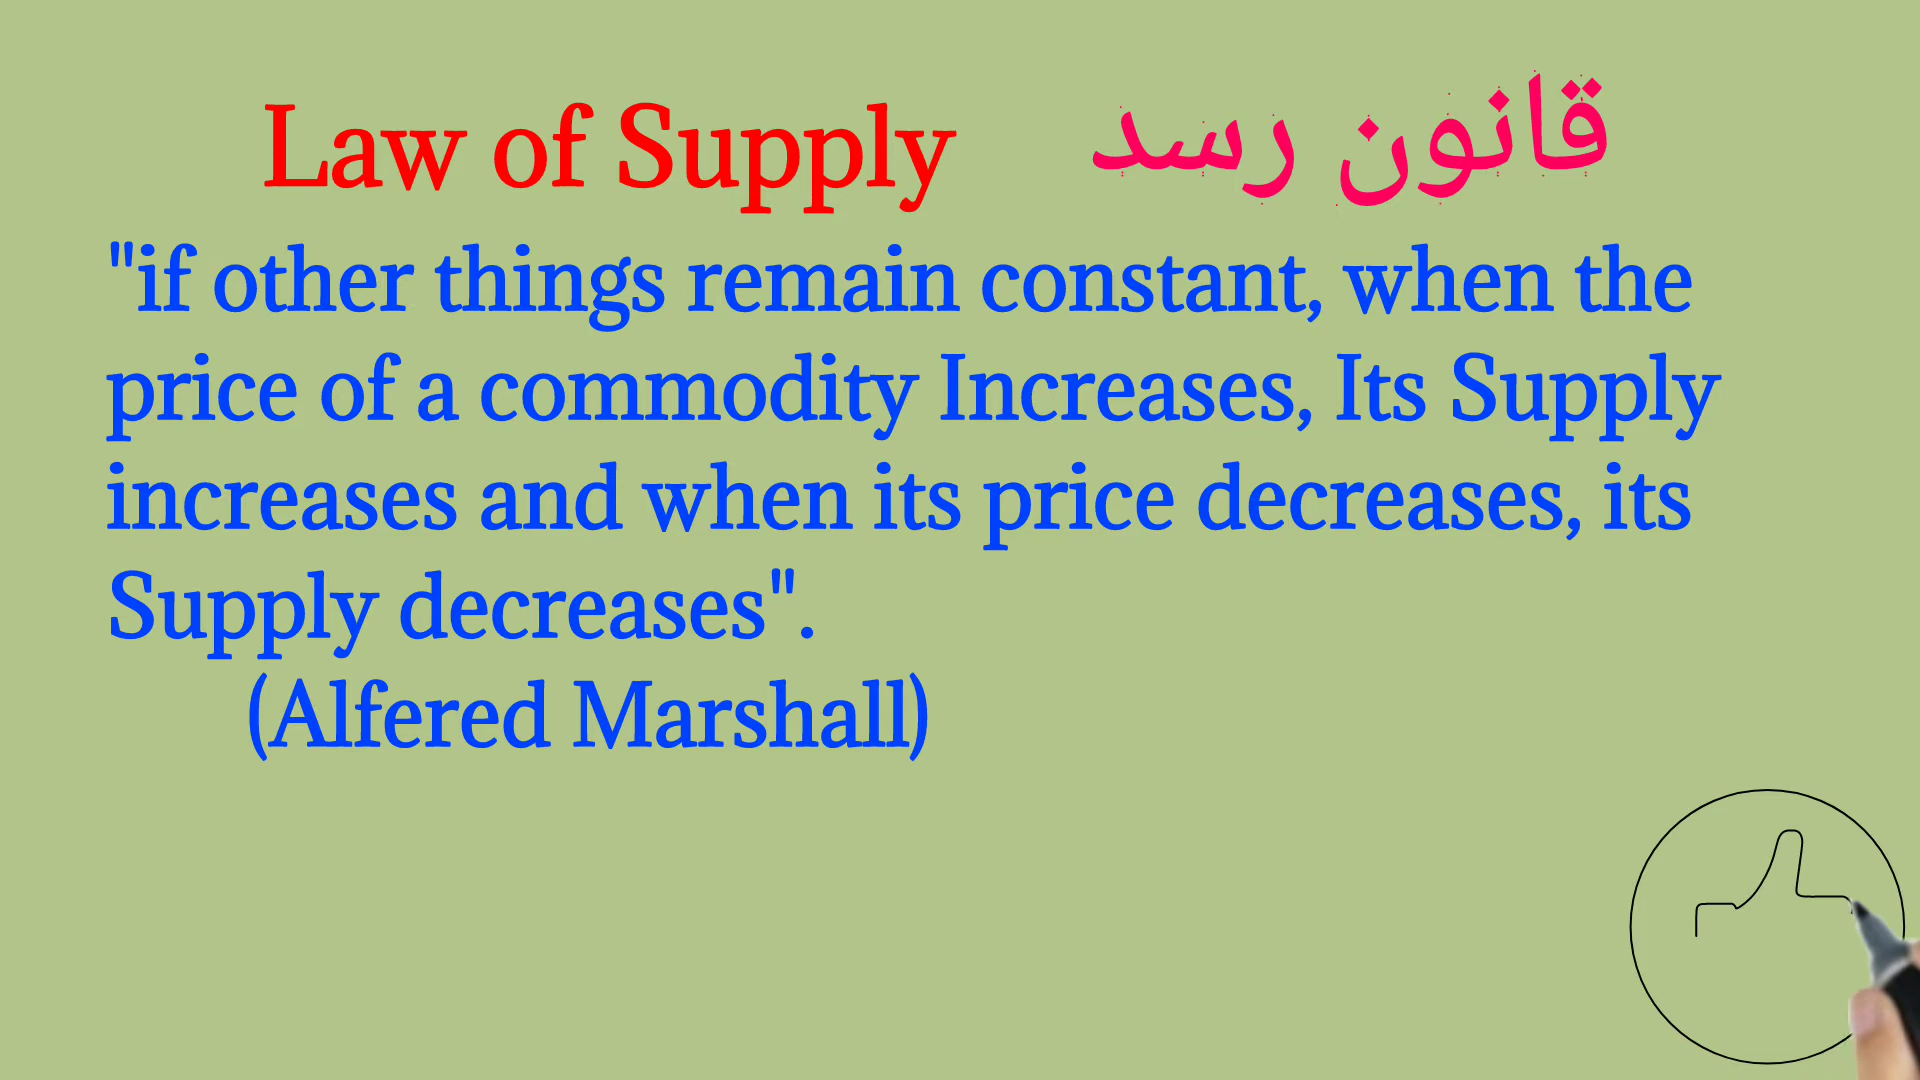 Law of Supply قانون رسد
"if other things remain constant, when the
price of a commodity Increases, Its Supply
increases and when its price decreases, its
Supply decreases".
(Alfered Marshall)